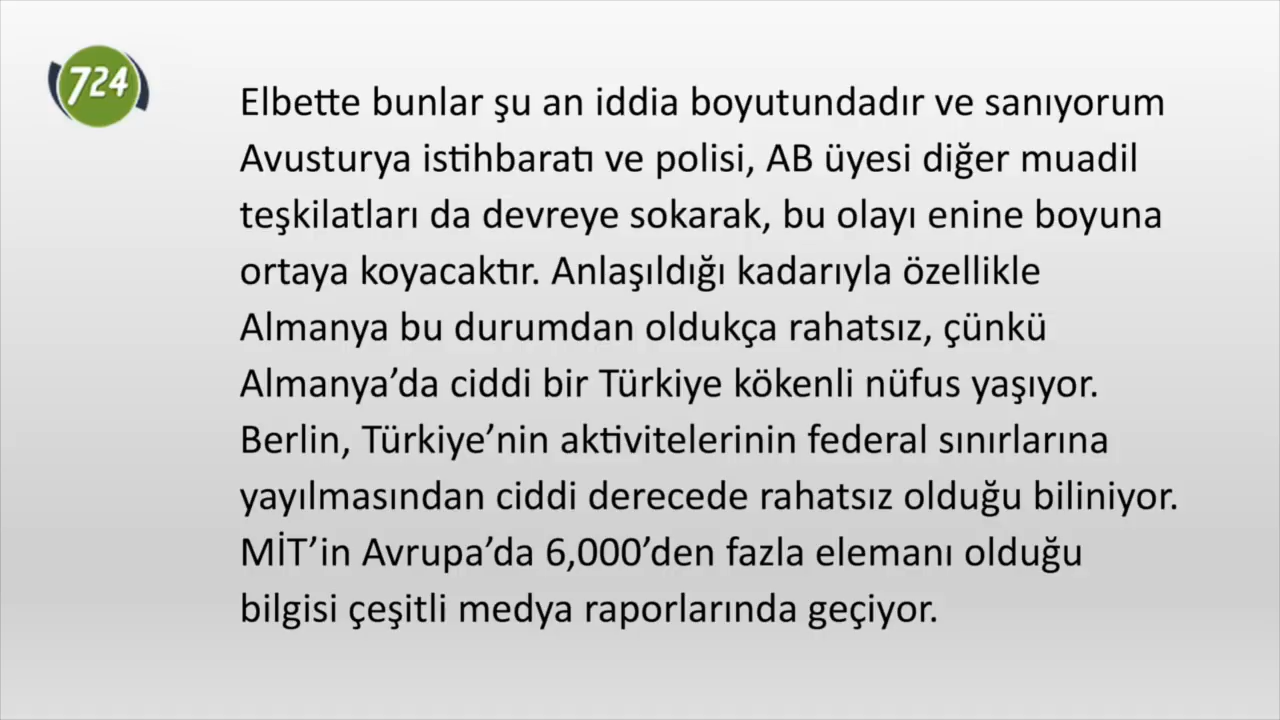 724
Elbette bunlar şu an iddia boyutundadır ve sanıyorum
Avusturya istihbaratı ve polisi, AB üyesi diğer muadil
teşkilatları da devreye sokarak, bu olayı enine boyuna
ortaya koyacaktır. Anlaşıldığı kadarıyla özellikle
Almanya bu durumdan oldukça rahatsız, çünkü
Almanya’da ciddi bir Türkiye kökenli nüfus yaşıyor.
Berlin, Türkiye’nin aktivitelerinin federal sınırlarına
yayılmasından ciddi derecede rahatsız olduğu biliniyor.
MİT’in Avrupa’da 6,000’den fazla elemanı olduğu
bilgisi çeşitli medya raporlarında geçiyor.